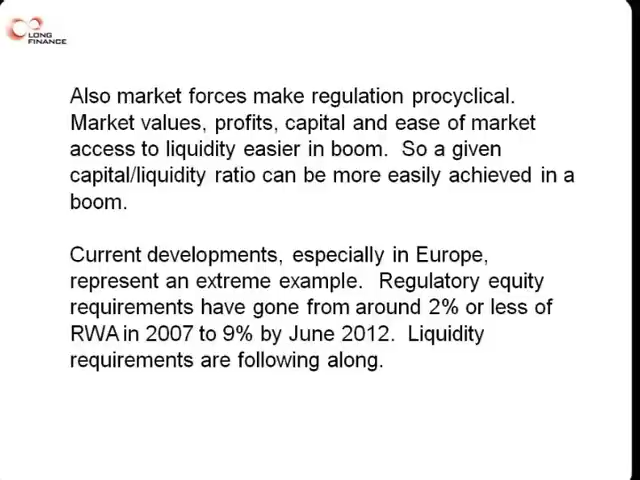 LONG
FINANCE
Also market forces make regulation procyclical.
Market values, profits, capital and ease of market
access to liquidity easier in boom.  So a given
capital/liquidity ratio can be more easily achieved in a
boom.
Current developments, especially in Europe,
represent an extreme example.  Regulatory equity
requirements have gone from around 2% or less of
RWA in 2007 to 9% by June 2012.  Liquidity
requirements are following along.